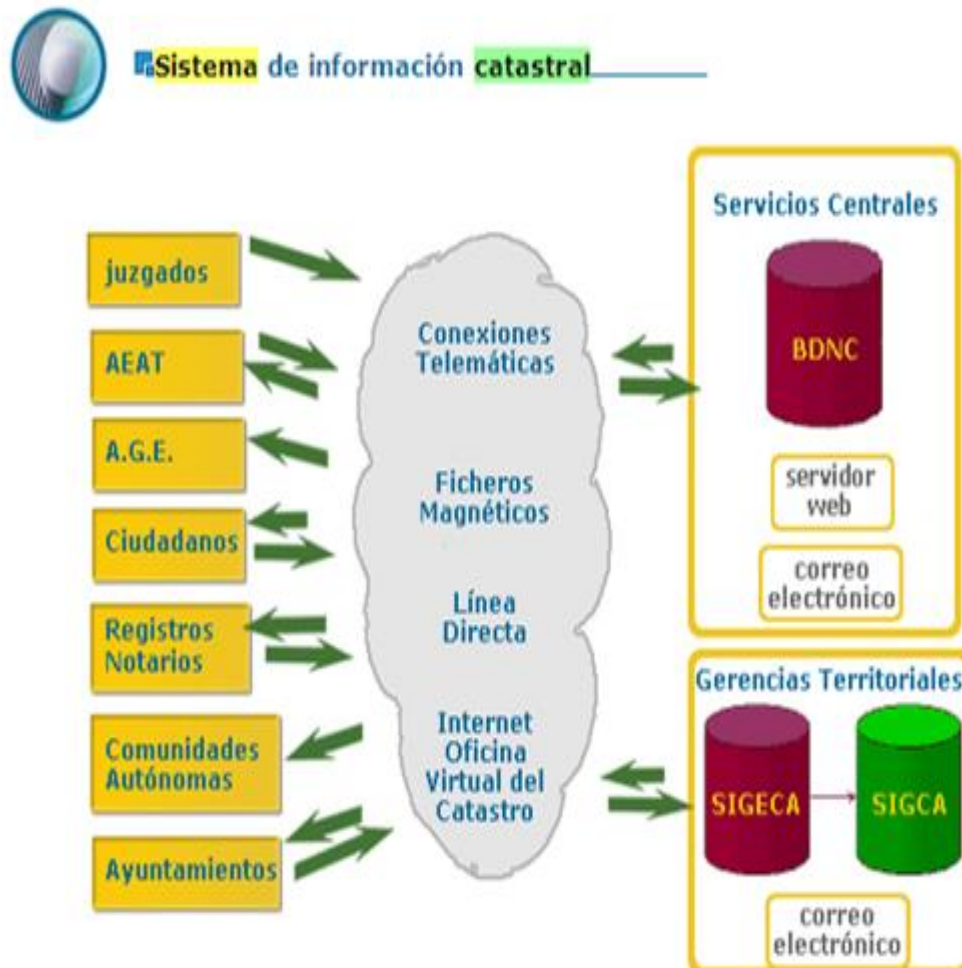 Sistema de información catastral
juzgados
AEAT
A.G.E.
Ciudadanos
Registros
Notarios
Comunidades
Autónomas
Ayuntamientos
Conexiones
Telemáticas
Ficheros
Magnéticos
Línea
Directa
Internet
Oficina
Virtual del
Catastro
Servicios Centrales
BDNC
servidor
web
correo
electrónico
Gerencias Territoriales
SIGECA
SIGCA
correo
electrónico